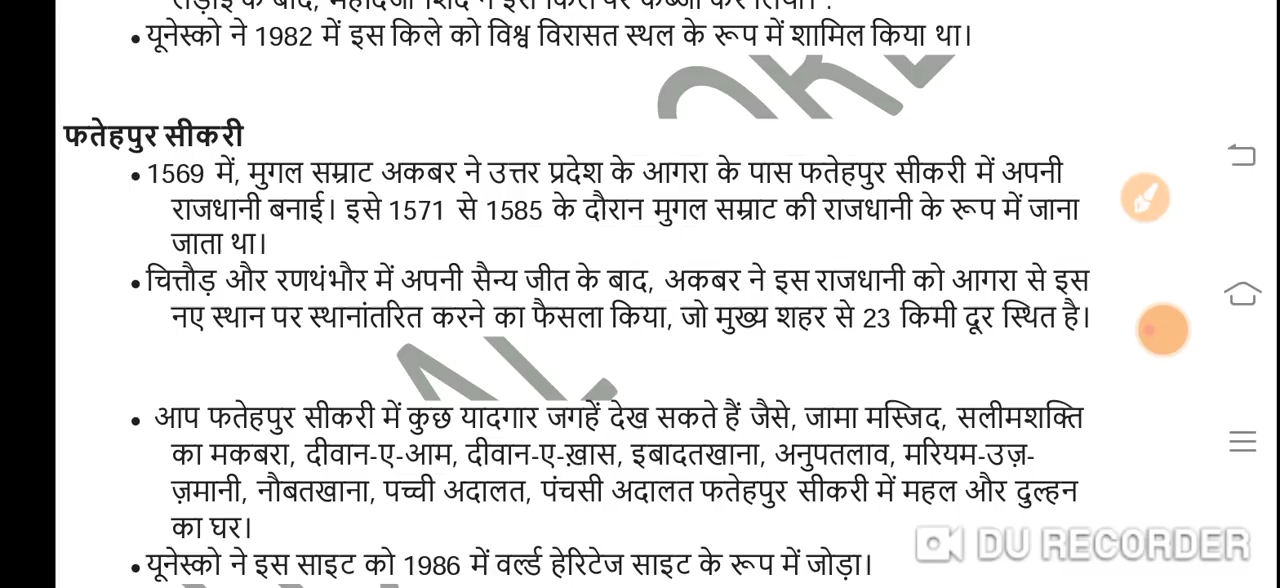 • यूनेस्को ने 1982 में इस किले को विश्व विरासत स्थल के रूप में शामिल किया था।
फतेहपुर सीकरी
• 1569 में, मुगल सम्राट अकबर ने उत्तर प्रदेश के आगरा के पास फतेहपुर सीकरी में अपनी
राजधानी बनाई। इसे 1571 से 1585 के दौरान मुगल सम्राट की राजधानी के रूप में जाना
जाता था।
• चित्तौड़ और रणथंभौर में अपनी सैन्य जीत के बाद, अकबर ने इस राजधानी को आगरा से इस
नए स्थान पर स्थानांतरित करने का फैसला किया, जो मुख्य शहर से 23 किमी दूर स्थित है।
• आप फतेहपुर सीकरी में कुछ यादगार जगहें देख सकते हैं जैसे, जामा मस्जिद, सलीमशक्ति
का मकबरा, दीवान-ए-आम, दीवान-ए-ख़ास, इबादतखाना, अनुपतलाव, मरियम-उज़-
ज़मानी, नौबतखाना, पच्ची अदालत, पंचसी अदालत फतेहपुर सीकरी में महल और दुल्हन
का घर।
• यूनेस्को ने इस साइट को 1986 में वर्ल्ड हेरिटेज साइट के रूप में जोड़ा।
DU RECORDER